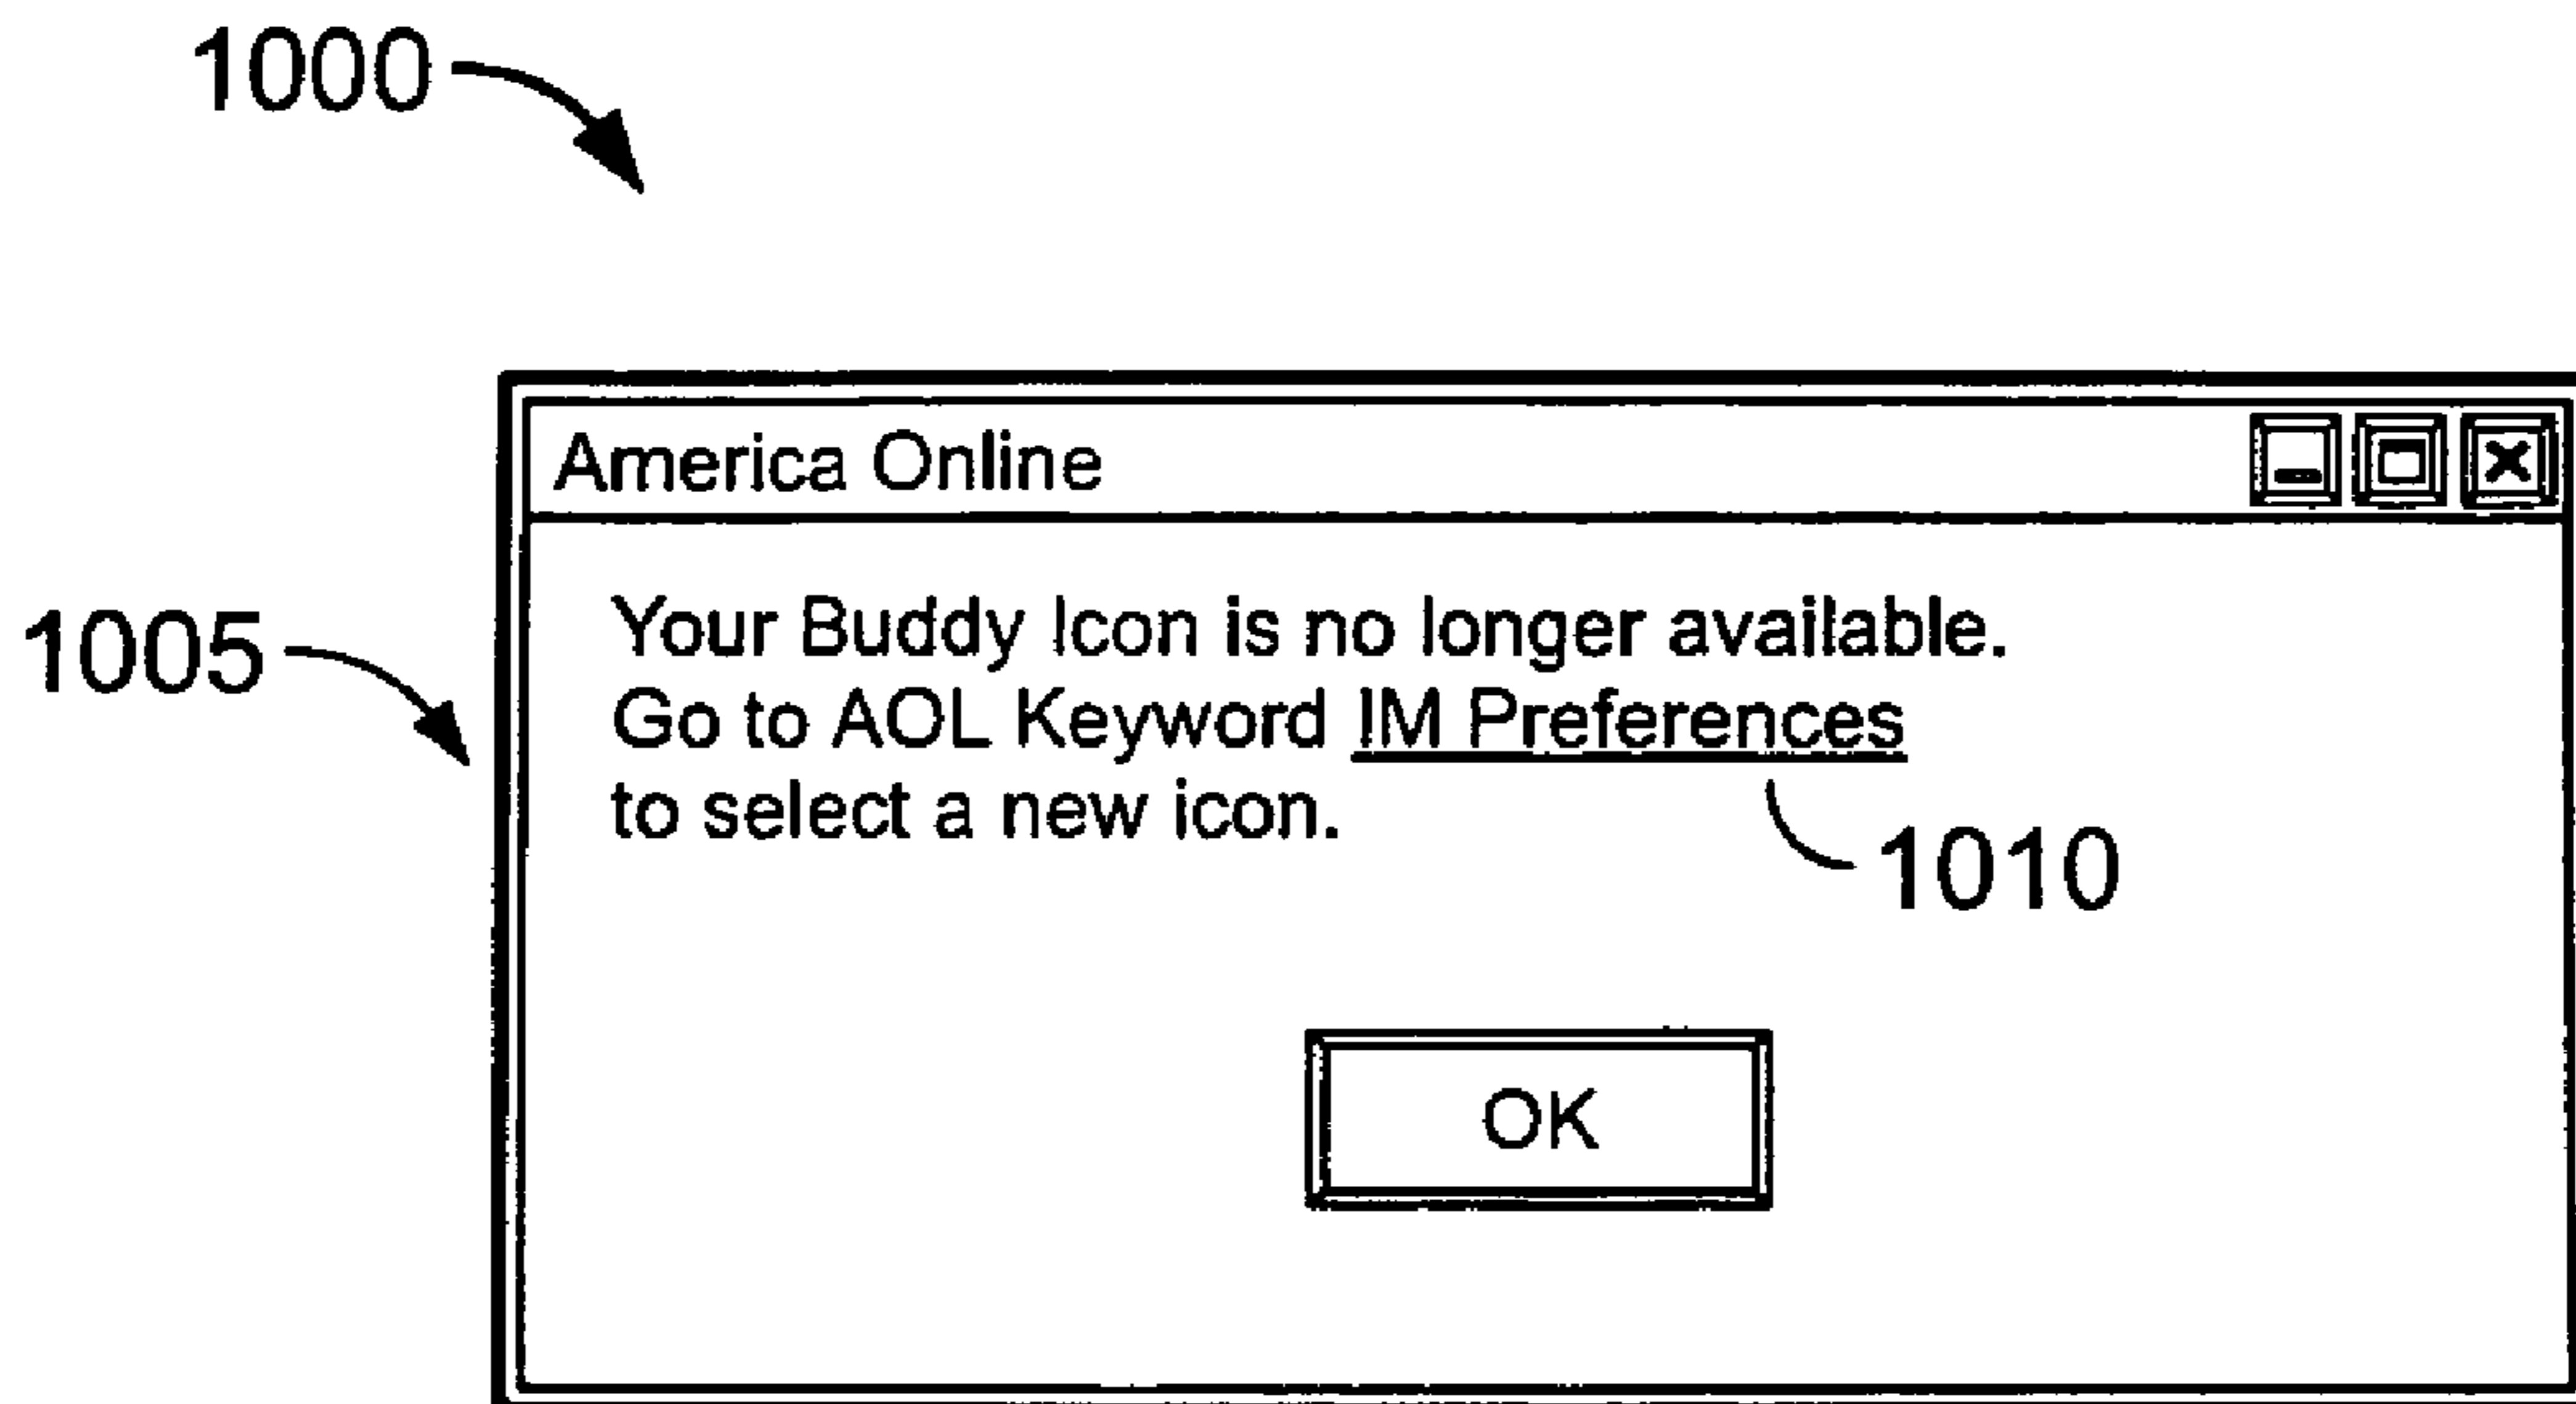 1000
America Online
1005
Your Buddy Icon is no longer available.
Go to AOL Keyword IM Preferences
to select a new icon.
1010
OK